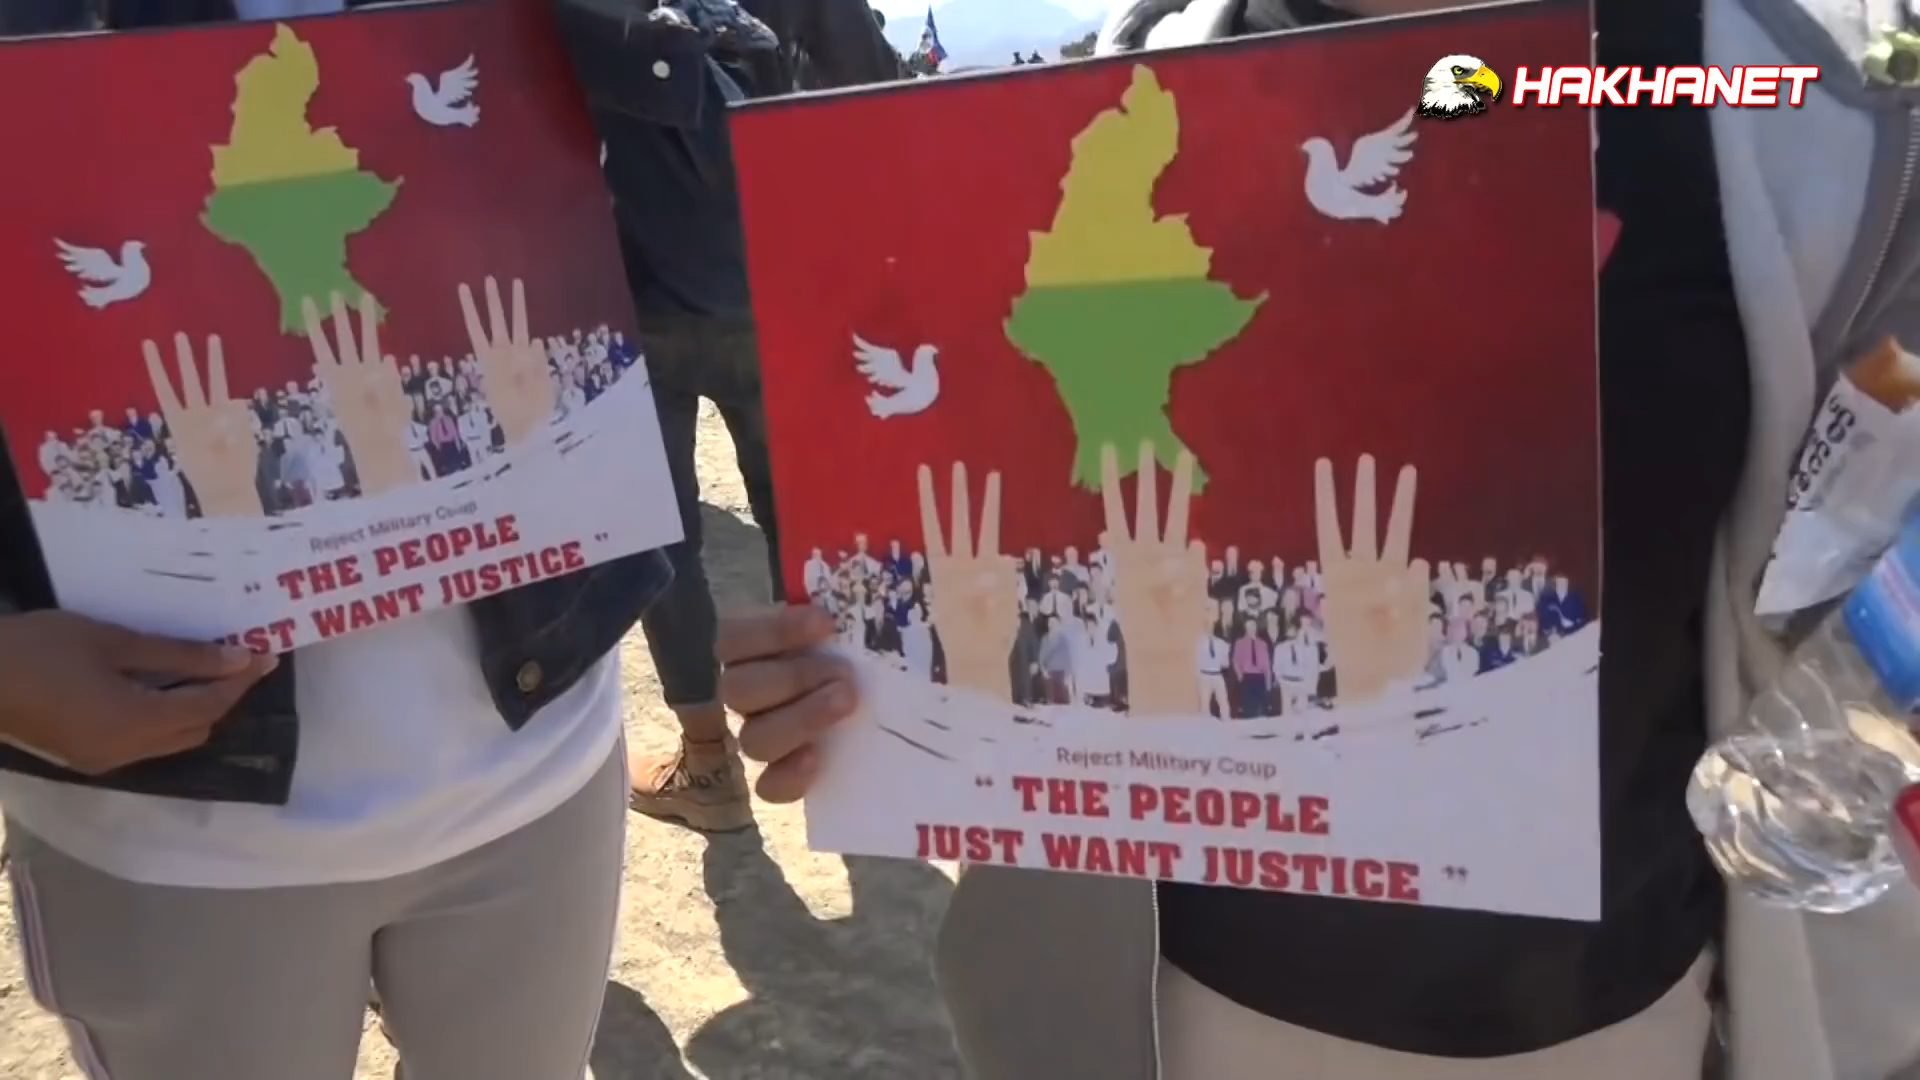 HAKHANET
Reject Military Coup
“ THE PEOPLE
JUST WANT JUSTICE ”
Reject Military Coup
“ THE PEOPLE
JUST WANT JUSTICE ”